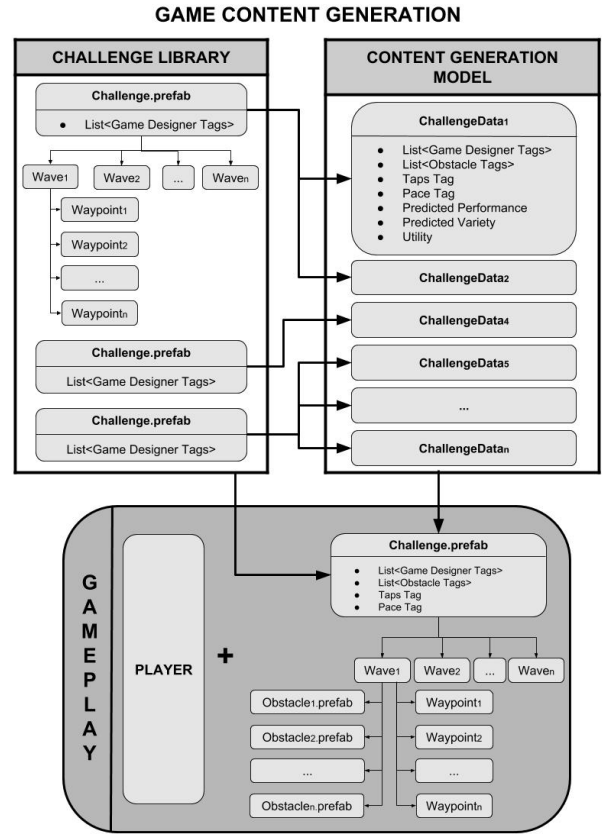 GAME CONTENT GENERATION
CHALLENGE LIBRARY
Challenge.prefab
● List<Game Designer Tags>
Wave1
Wave2
...
Waven
Waypoint1
Waypoint2
...
Waypointn
Challenge.prefab
List<Game Designer Tags>
Challenge.prefab
List<Game Designer Tags>
CONTENT GENERATION
MODEL
ChallengeData1
● List<Game Designer Tags>
● List<Obstacle Tags>
● Taps Tag
● Pace Tag
● Predicted Performance
● Predicted Variety
● Utility
ChallengeData2
ChallengeData4
ChallengeData5
...
ChallengeDatan
GAMEPLAY
PLAYER
+
Challenge.prefab
● List<Game Designer Tags>
● List<Obstacle Tags>
● Taps Tag
● Pace Tag
Wave1
Wave2
...
Waven
Obstacle1.prefab
Waypoint1
Obstacle2.prefab
Waypoint2
...
...
Obstaclen.prefab
Waypointn